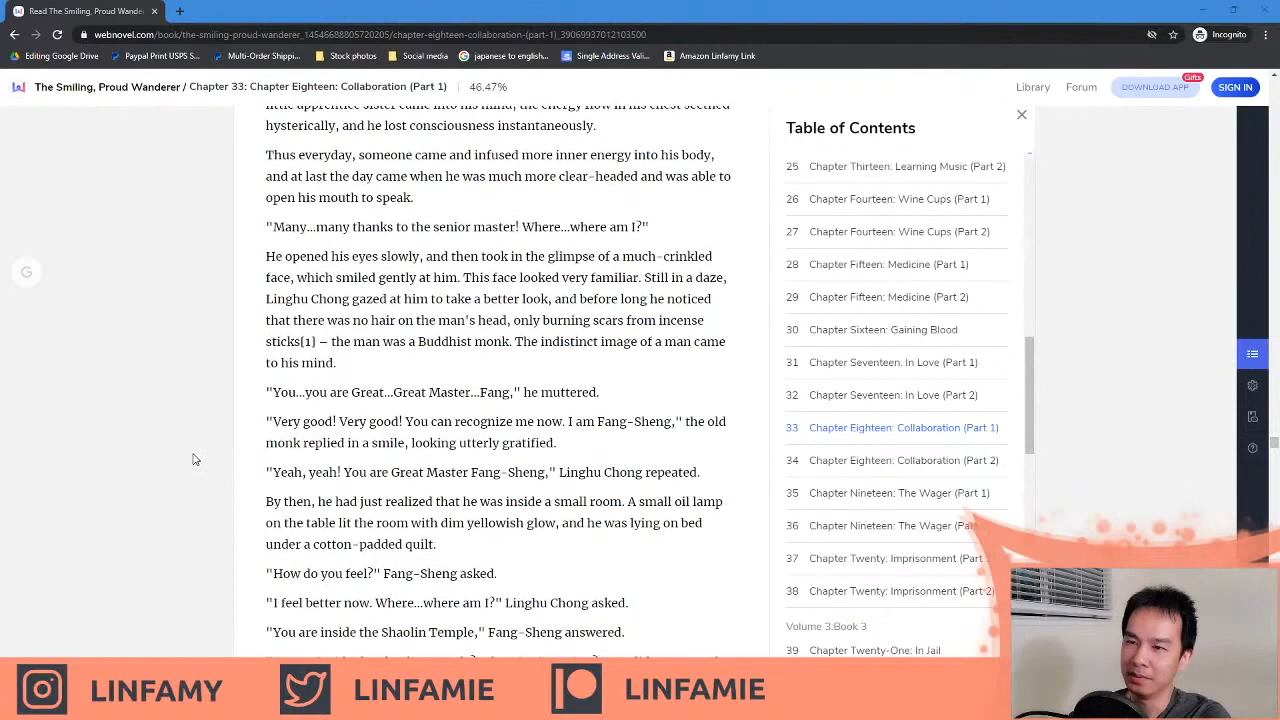 Read The Smiling, Proud Wande
webnovel.com/book/the-smiling-proud-wanderer_14546688805720205/chapter-eighteen-collaboration-(part-1)_39069937012103500
Incognito
Editing Google Drive
Paypal Print USPS S...
Multi-Order Shippi...
Stock photos
Social media
japanese to english...
Single Address Vali...
Amazon Linfamy Link
The Smiling, Proud Wanderer / Chapter 33: Chapter Eighteen: Collaboration (Part 1)
46.47%
Library
Forum
DOWNLOAD APP
Gifts
SIGN IN
little apprentice sister came into his mind, the energy flow in his chest seethed
hysterically, and he lost consciousness instantaneously.
Thus everyday, someone came and infused more inner energy into his body,
and at last the day came when he was much more clear-headed and was able to
open his mouth to speak.
"Many...many thanks to the senior master! Where...where am I?"
He opened his eyes slowly, and then took in the glimpse of a much-crinkled
face, which smiled gently at him. This face looked very familiar. Still in a daze,
Linghu Chong gazed at him to take a better look, and before long he noticed
that there was no hair on the man's head, only burning scars from incense
sticks[1] – the man was a Buddhist monk. The indistinct image of a man came
to his mind.
"You...you are Great...Great Master...Fang," he muttered.
"Very good! Very good! You can recognize me now. I am Fang-Sheng," the old
monk replied in a smile, looking utterly gratified.
"Yeah, yeah! You are Great Master Fang-Sheng," Linghu Chong repeated.
By then, he had just realized that he was inside a small room. A small oil lamp
on the table lit the room with dim yellowish glow, and he was lying on bed
under a cotton-padded quilt.
"How do you feel?" Fang-Sheng asked.
"I feel better now. Where...where am I?" Linghu Chong asked.
"You are inside the Shaolin Temple," Fang-Sheng answered.
Table of Contents
25 Chapter Thirteen: Learning Music (Part 2)
26 Chapter Fourteen: Wine Cups (Part 1)
27 Chapter Fourteen: Wine Cups (Part 2)
28 Chapter Fifteen: Medicine (Part 1)
29 Chapter Fifteen: Medicine (Part 2)
30 Chapter Sixteen: Gaining Blood
31 Chapter Seventeen: In Love (Part 1)
32 Chapter Seventeen: In Love (Part 2)
33 Chapter Eighteen: Collaboration (Part 1)
34 Chapter Eighteen: Collaboration (Part 2)
35 Chapter Nineteen: The Wager (Part 1)
36 Chapter Nineteen: The Wager (Pa
37 Chapter Twenty: Imprisonment (Part
38 Chapter Twenty: Imprisonment (Part 2)
Volume 3:Book 3
39 Chapter Twenty-One: In Jail
G
LINFAMY
LINFAMIE
LINFAMIE